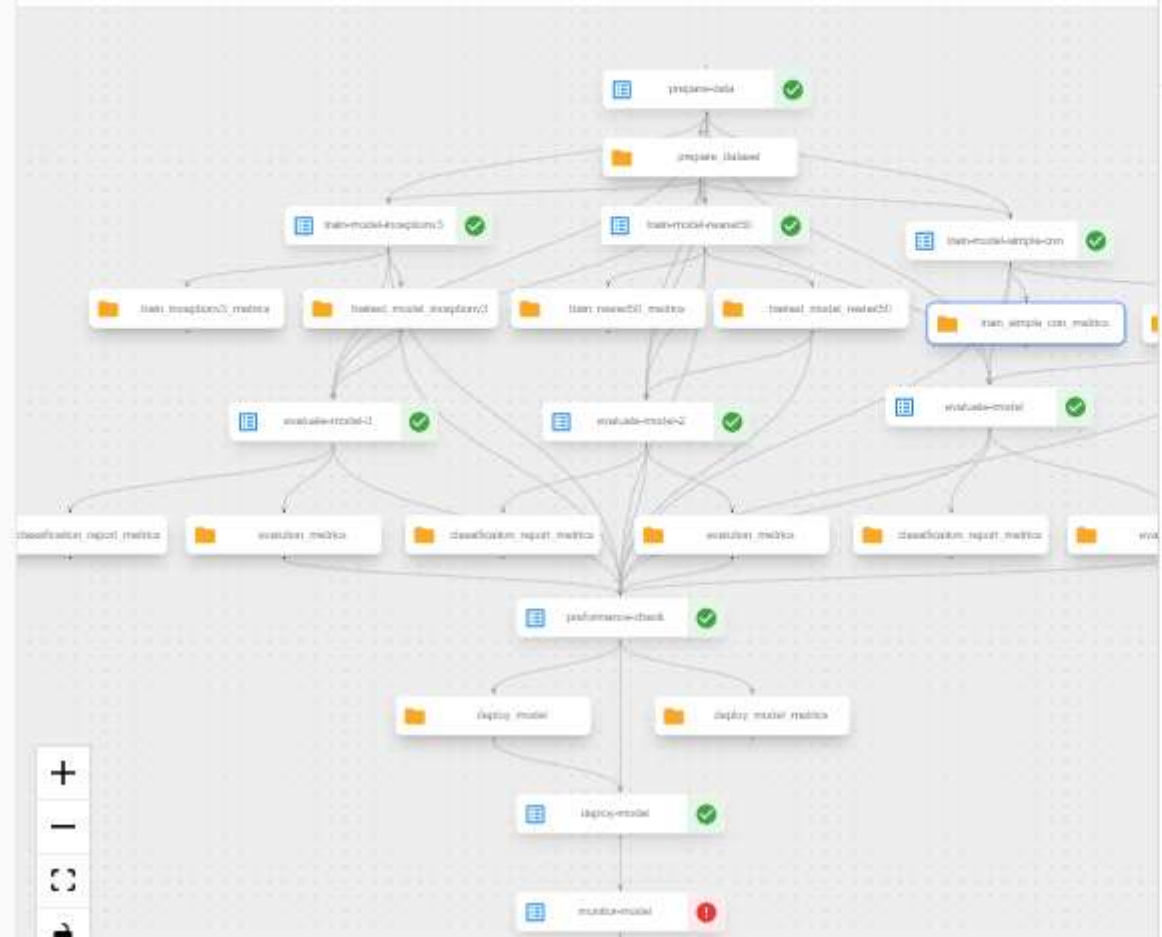 prepare-data
prepare_dataset
train-model-inceptionv3
train-model-resnet50
train-model-simple-cnn
train_inceptionv3_metrics
trained_model_inceptionv3
train_resnet50_metrics
trained_model_resnet50
train_simple_cnn_metrics
evaluate-model-3
evaluate-model-2
evaluate-model
classification_report_metrics
evalution_metrics
classification_report_metrics
evalution_metrics
classification_report_metrics
eva
preformance-check
deploy_model
deploy_model_metrics
deploy-model
monitor-model